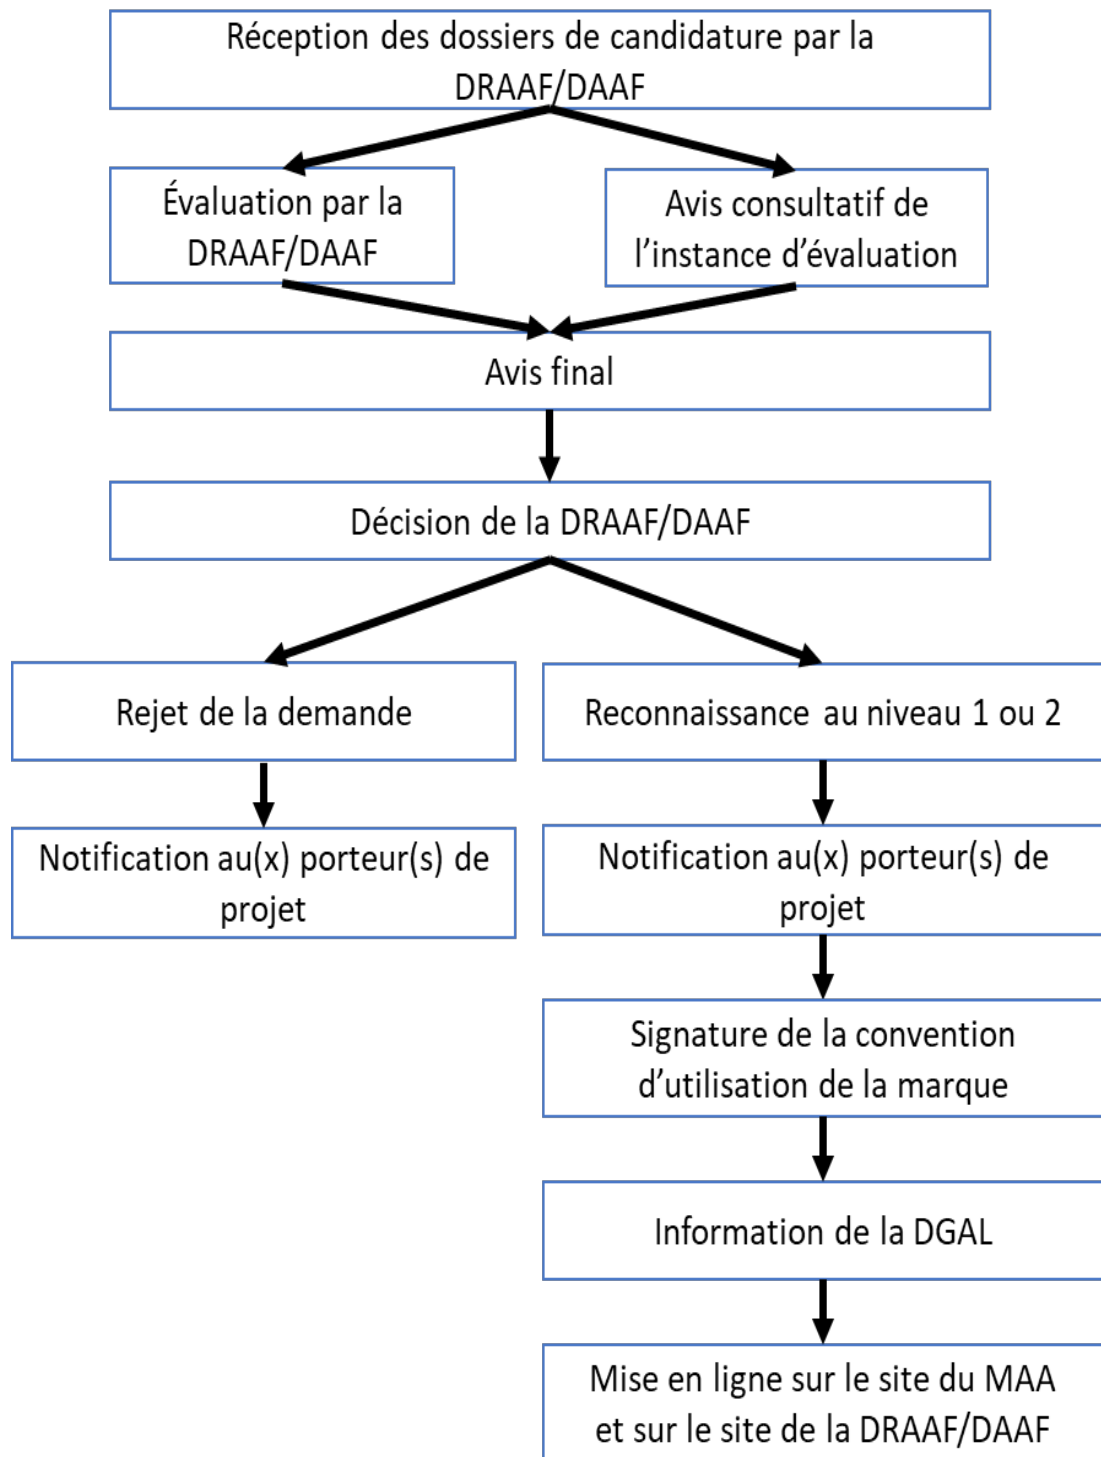 Réception des dossiers de candidature par la
DRAAF/DAAF
Évaluation par la
DRAAF/DAAF
Avis consultatif de
l’instance d’évaluation
Avis final
Décision de la DRAAF/DAAF
Rejet de la demande
Notification au(x) porteur(s) de
projet
Reconnaissance au niveau 1 ou 2
Notification au(x) porteur(s) de
projet
Signature de la convention
d’utilisation de la marque
Information de la DGAL
Mise en ligne sur le site du MAA
et sur le site de la DRAAF/DAAF